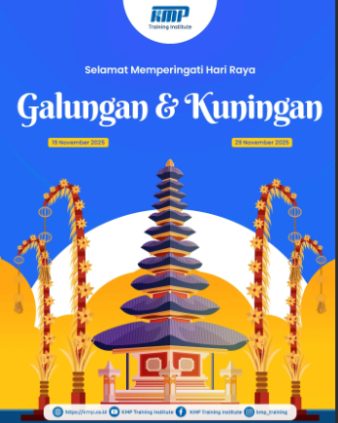 KMP
Training Institute
Selamat Memperingati Hari Raya
Galungan & Kuningan
19 November 2025
29 November 2025
https://kmp.co.id
KMP Training Institute
KMP Training Institute
kmp_training